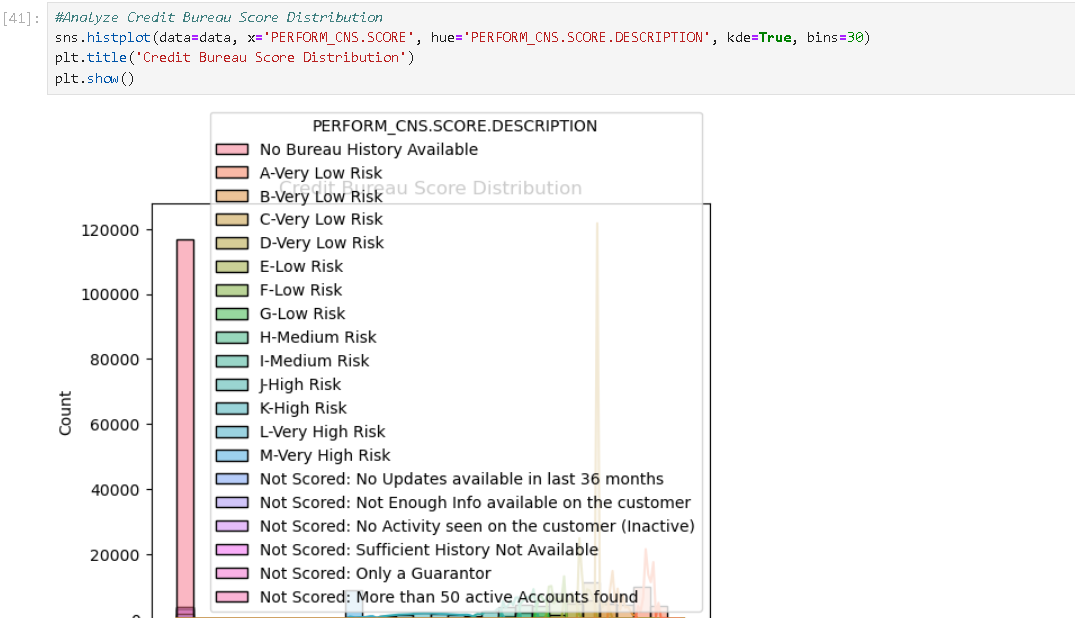 [41]: #Analyze Credit Bureau Score Distribution
sns.histplot(data=data, x='PERFORM_CNS.SCORE', hue='PERFORM_CNS.SCORE.DESCRIPTION', kde=True, bins=30)
plt.title('Credit Bureau Score Distribution')
plt.show()
PERFORM_CNS.SCORE.DESCRIPTION
No Bureau History Available
A-Very Low Risk
Credit Bureau Score Distribution
B-Very Low Risk
C-Very Low Risk
D-Very Low Risk
E-Low Risk
F-Low Risk
G-Low Risk
H-Medium Risk
I-Medium Risk
J-High Risk
K-High Risk
L-Very High Risk
M-Very High Risk
Not Scored: No Updates available in last 36 months
Not Scored: Not Enough Info available on the customer
Not Scored: No Activity seen on the customer (Inactive)
Not Scored: Sufficient History Not Available
Not Scored: Only a Guarantor
Not Scored: More than 50 active Accounts found
Count
120000
100000
80000
60000
40000
20000
0